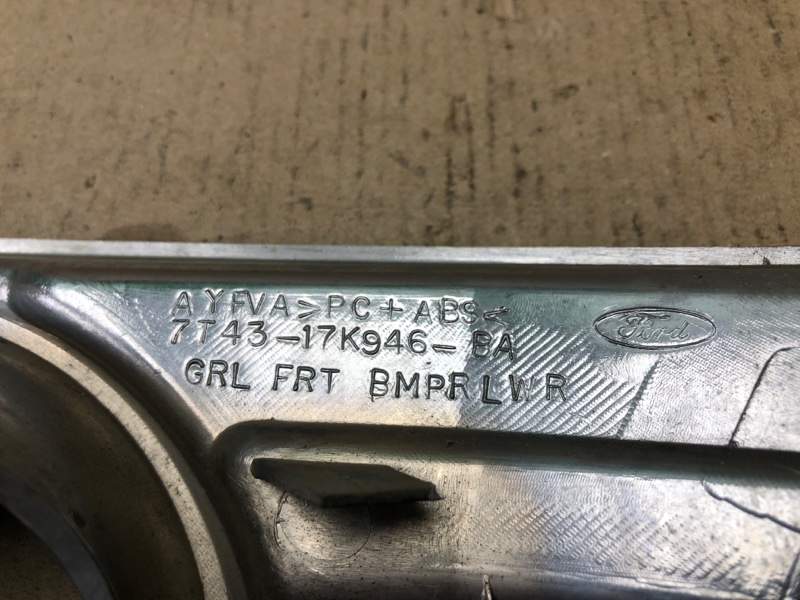 AYFVA>PC+ABS<
7T43-17K946-BA
GRL FRT BMPR LWR
Ford